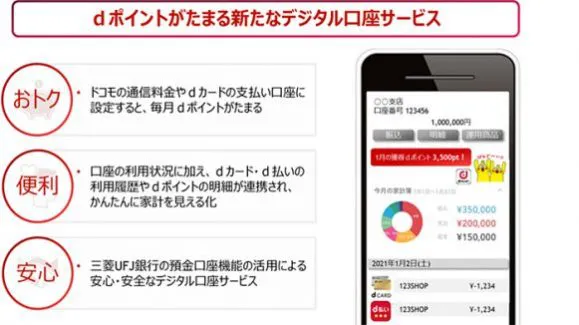 dポイントがたまる新たなデジタル口座サービス
おトク
ドコモの通信料金やdカードの支払い口座に
設定すると、毎月dポイントがたまる
便利
口座の利用状況に加え、dカード・d払いの
利用履歴やdポイントの明細が連携され、
かんたんに家計を見える化
安心
三菱UFJ銀行の預金口座機能の活用による
安心・安全なデジタル口座サービス
〇〇支店
口座番号 123456
1,000,000円
振込 明細 運用商品
1月の獲得dポイント 3,500pt!
今月の家計簿
¥350,000
¥200,000
¥150,000
2021年1月2日(土)
d CARD 123SHOP ¥-1,234
d払い 123SHOP ¥-1,234